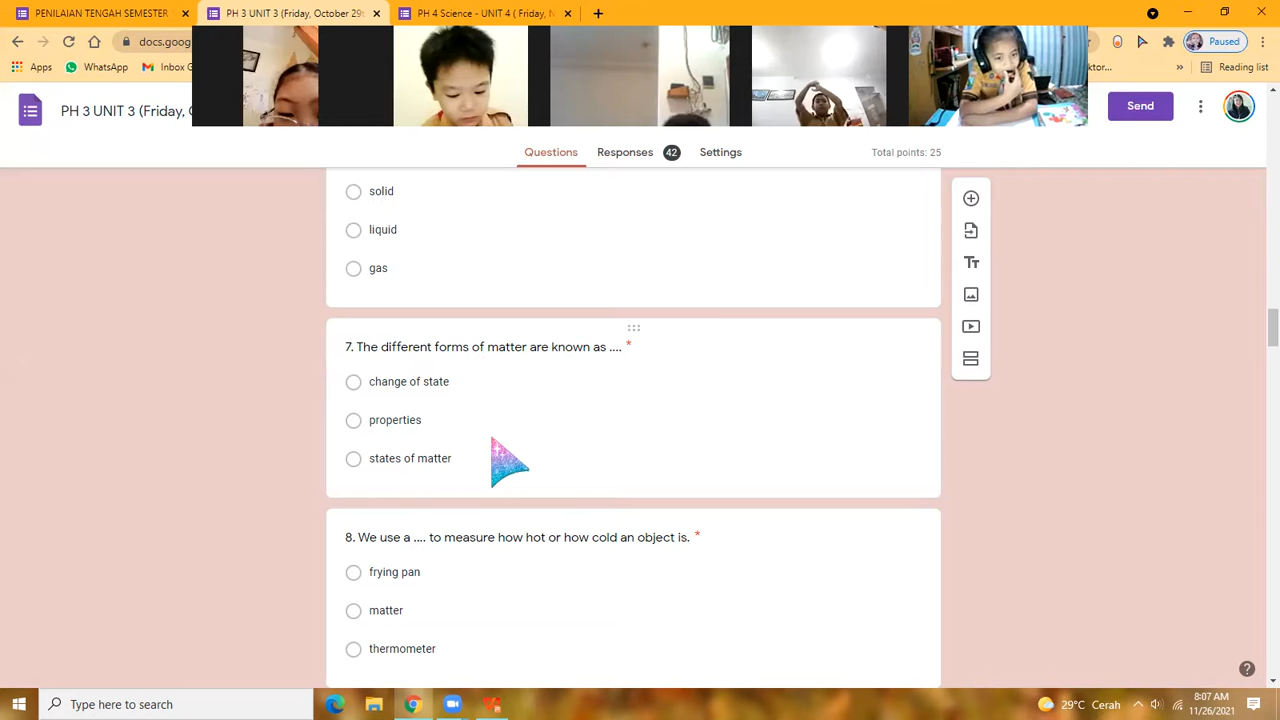 PENILAIAN TENGAH SEMESTER
PH 3 UNIT 3 (Friday, October 29t
PH 4 Science - UNIT 4 ( Friday, N
docs.goog
Paused
Apps
WhatsApp
Inbox
ktor...
Reading list
PH 3 UNIT 3 (Friday, O
Send
Questions
Responses 42
Settings
Total points: 25
solid
liquid
gas
7. The different forms of matter are known as .... *
change of state
properties
states of matter
8. We use a .... to measure how hot or how cold an object is. *
frying pan
matter
thermometer
Type here to search
29°C Cerah
8:07 AM
11/26/2021